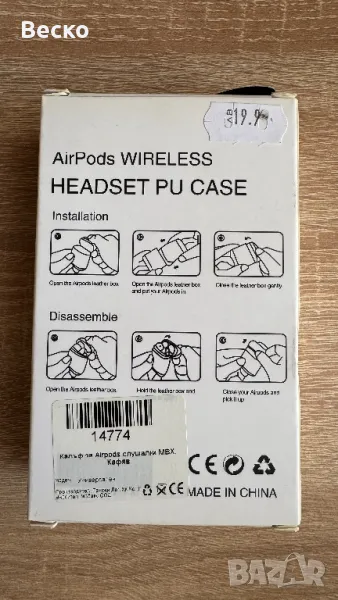 Веско
19.9
AirPods WIRELESS
HEADSET PU CASE
Installation
Open the Airpods leather box
Open the Airpods leather box
and put your Airpods in
Close the leather box gently
Disassemble
Open the Airpods leather box
Hold the leather box and
Close your Airpods and
pick it up
14774
Калъф за Airpods слушалки MBX,
Кафяв
CE
MADE IN CHINA
BAZAR